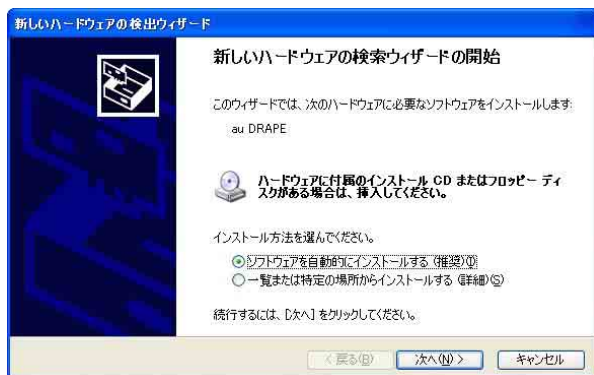 新しいハードウェアの検出ウィザード
新しいハードウェアの検索ウィザードの開始
このウィザードでは、次のハードウェアに必要なソフトウェアをインストールします:
au DRAPE
ハードウェアに付属のインストール CD またはフロッピー ディ
スクがある場合は、挿入してください。
インストール方法を選んでください。
ソフトウェアを自動的にインストールする (推奨)(I)
一覧または特定の場所からインストールする (詳細)(S)
続行するには、[次へ] をクリックしてください。
< 戻る(B)
次へ(N) >
キャンセル